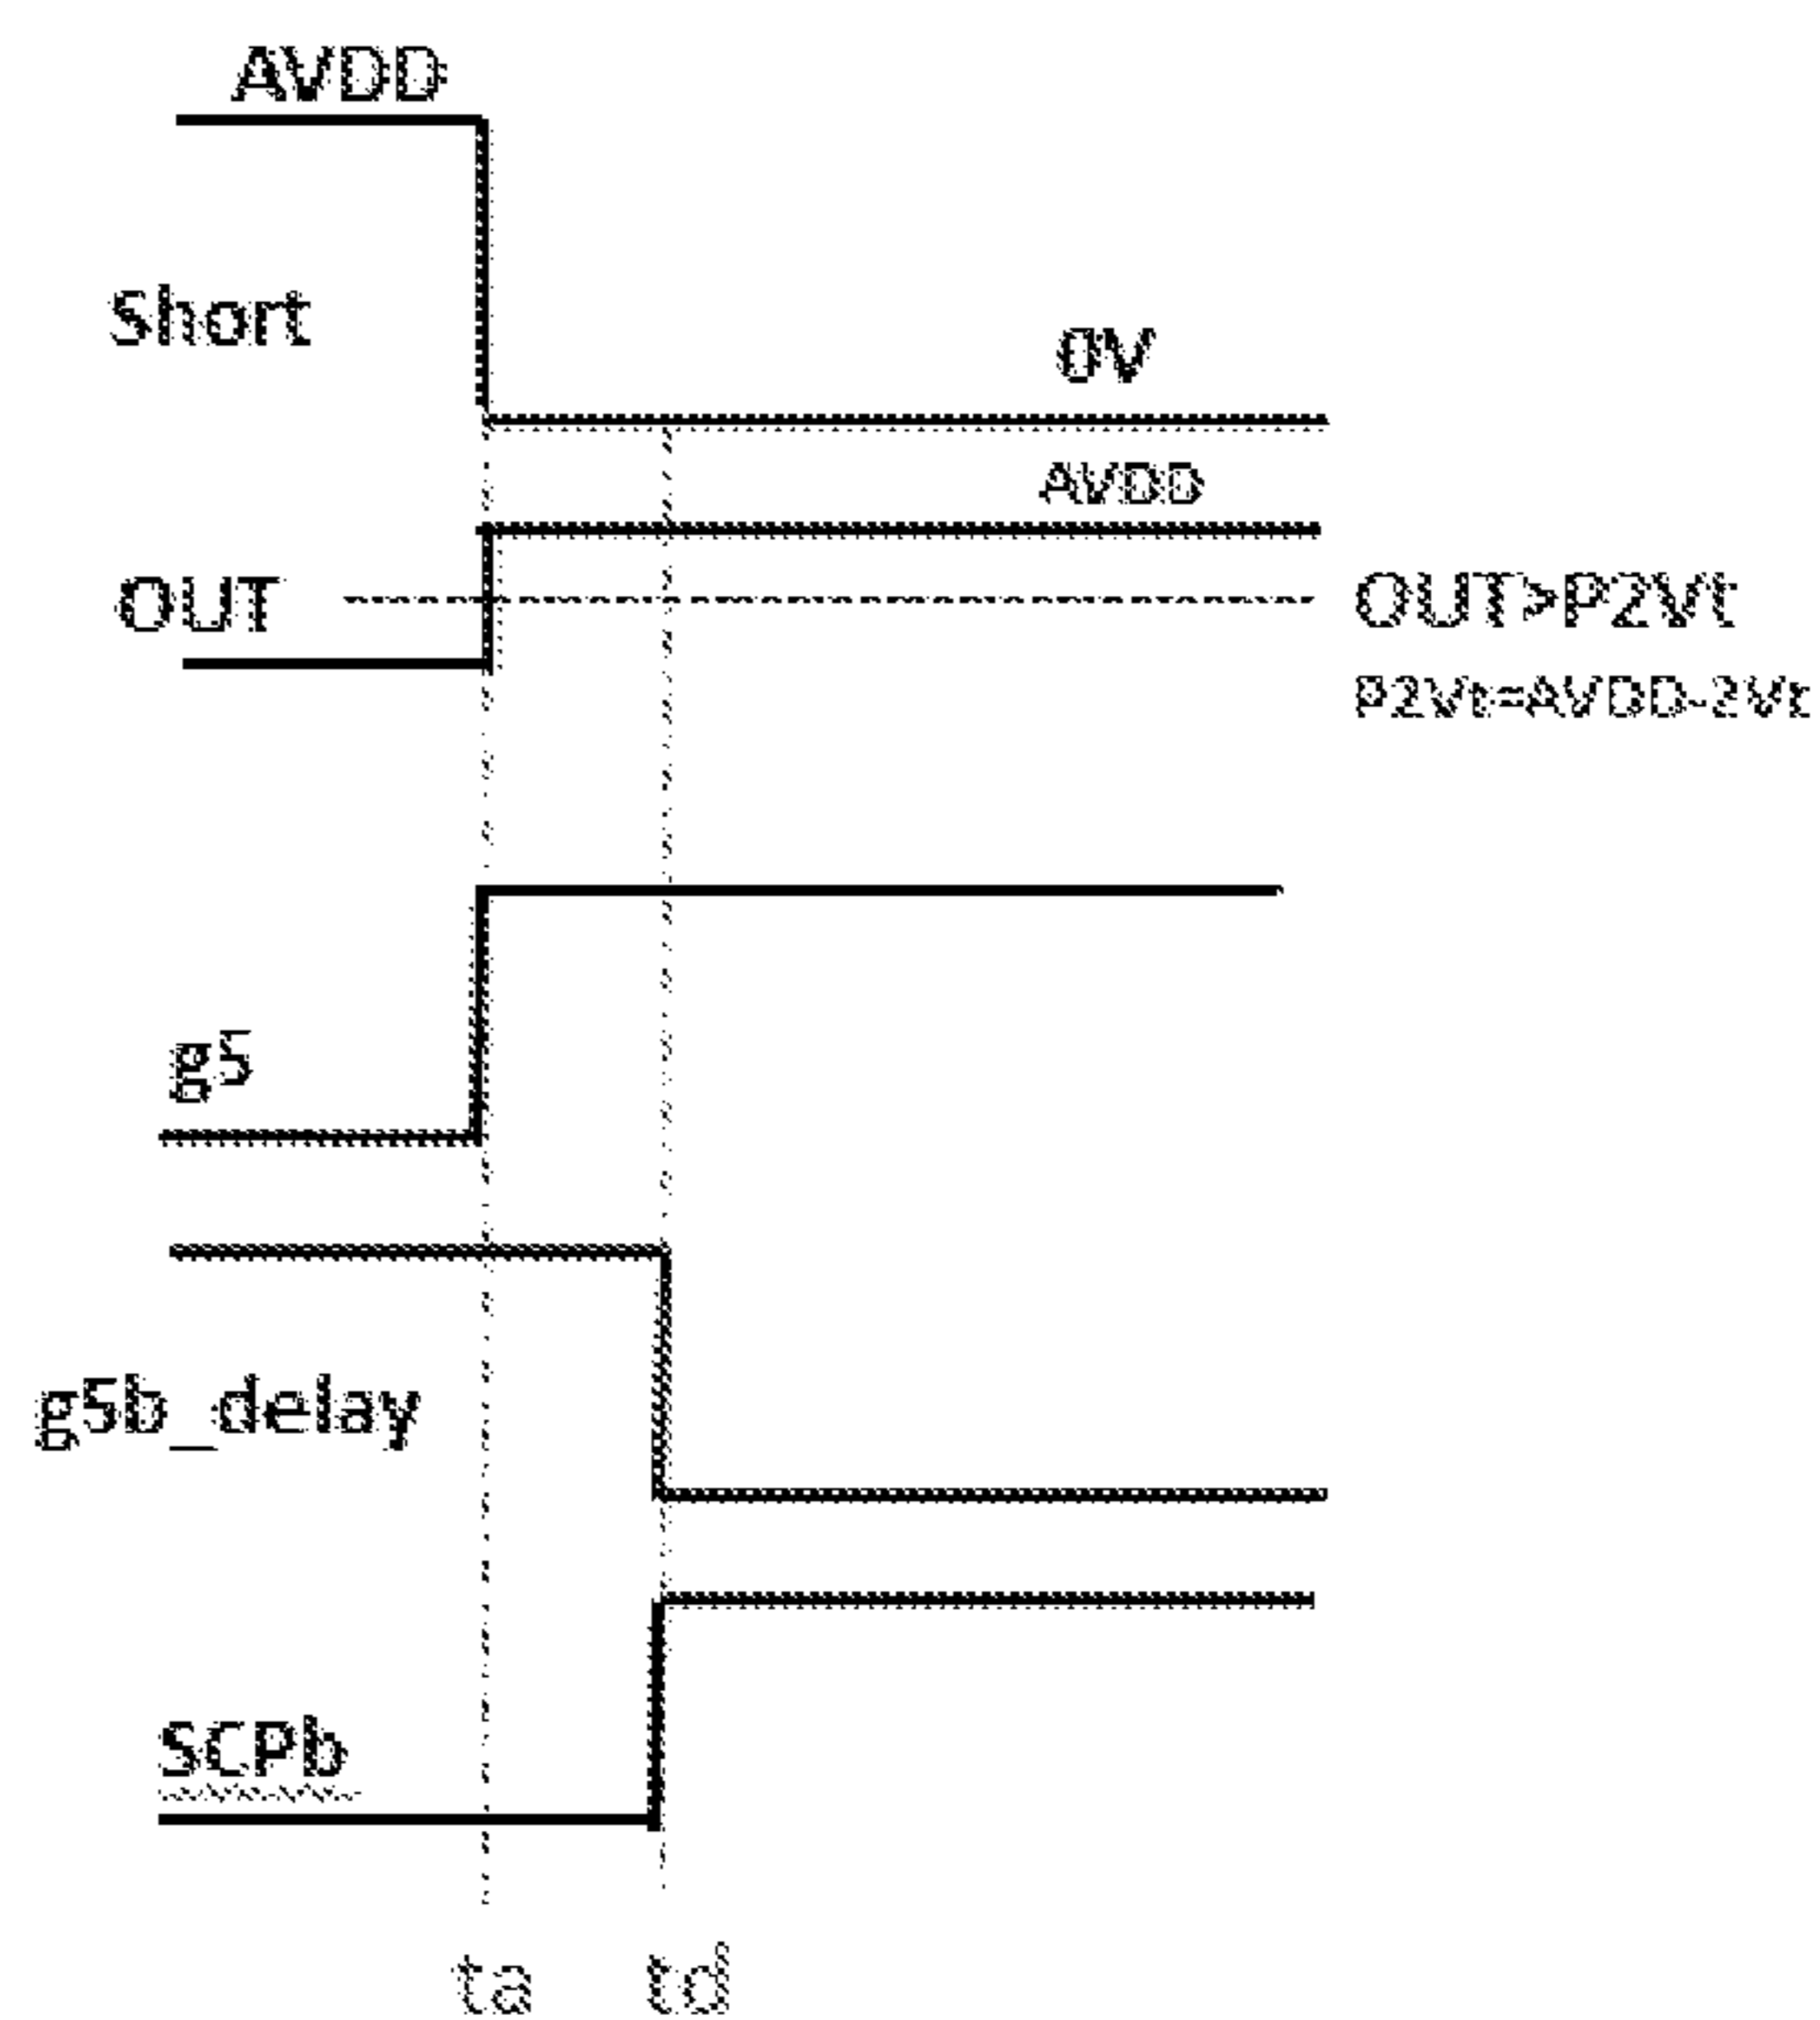 AVDD
Short
0V
AVDD
OUT
OUT>P2Vt
P2Vt=AVDD-2Vt
g5
g5b_delay
SCPb
ta
td